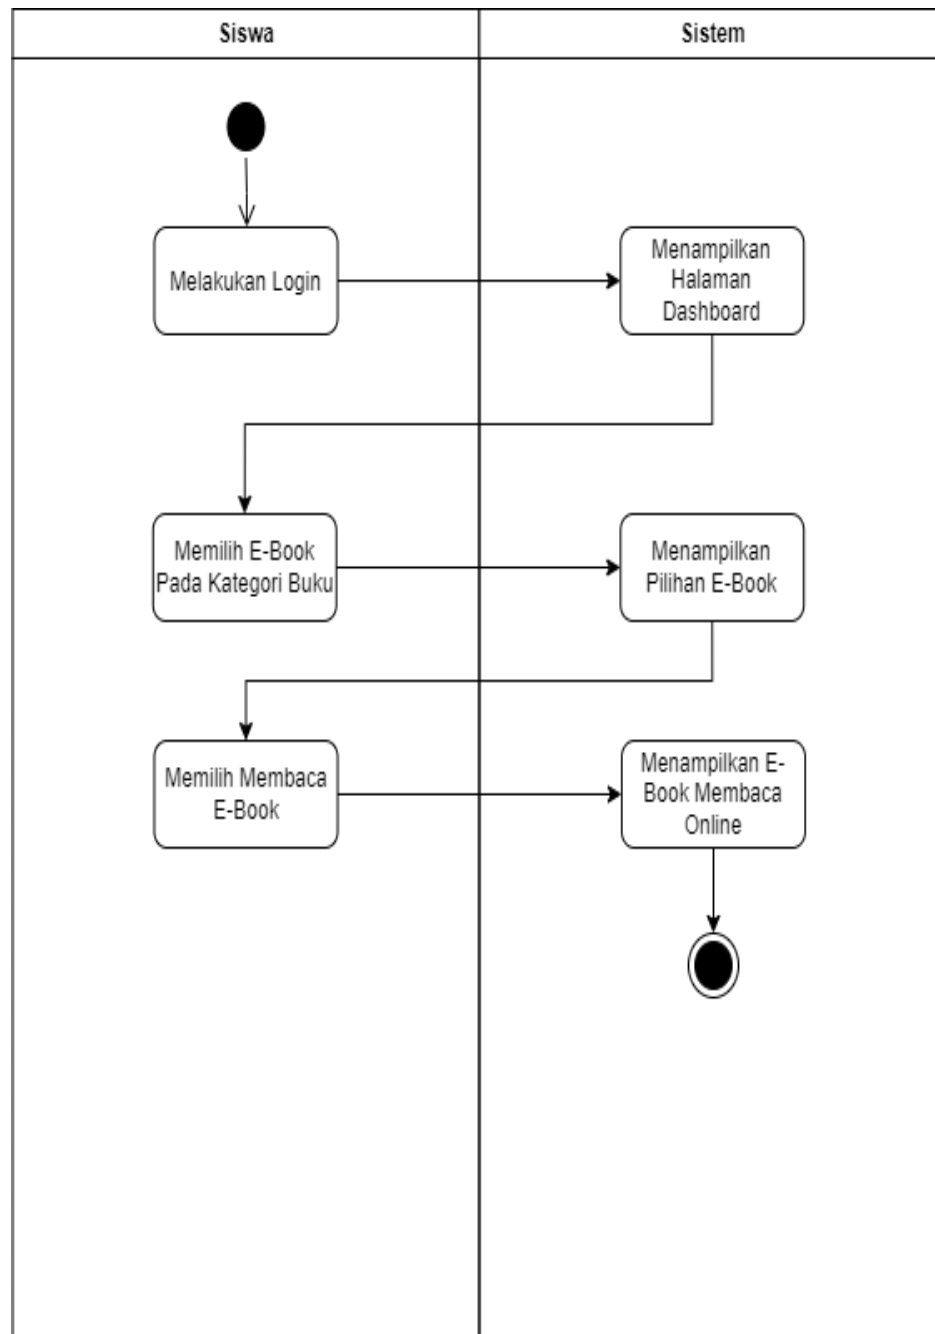 Siswa
Sistem
Melakukan Login
Menampilkan
Halaman
Dashboard
Memilih E-Book
Pada Kategori Buku
Menampilkan
Pilihan E-Book
Memilih Membaca
E-Book
Menampilkan E-
Book Membaca
Online